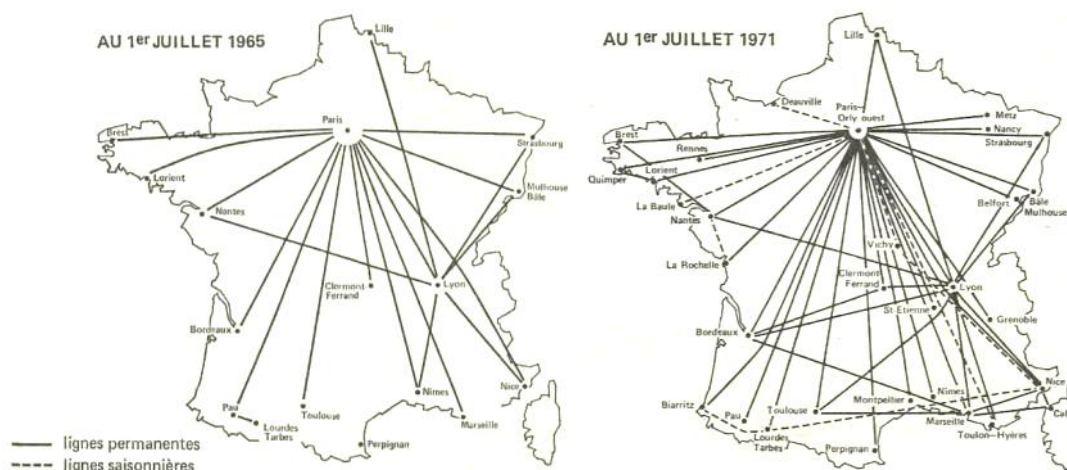 AU 1er JUILLET 1965
Lille
Paris
Brest
Strasbourg
Lorient
Mulhouse
Bâle
Nantes
Clermont
Ferrand
Lyon
Bordeaux
Nîmes
Nice
Pau
Toulouse
Lourdes
Tarbes
Marseille
Perpignan
lignes permanentes
lignes saisonnières
AU 1er JUILLET 1971
Lille
Deauville
Paris-
Orly ouest
Metz
Nancy
Brest
Rennes
Strasbourg
Quimper
Lorient
La Baule
Belfort
Bâle
Mulhouse
Nantes
Vichy
La Rochelle
Clermont
Ferrand
Lyon
St-Etienne
Grenoble
Bordeaux
Nîmes
Nice
Biarritz
Montpellier
Pau
Toulouse
Marseille
Cal
Lourdes
Tarbes
Toulon-Hyères
Perpignan